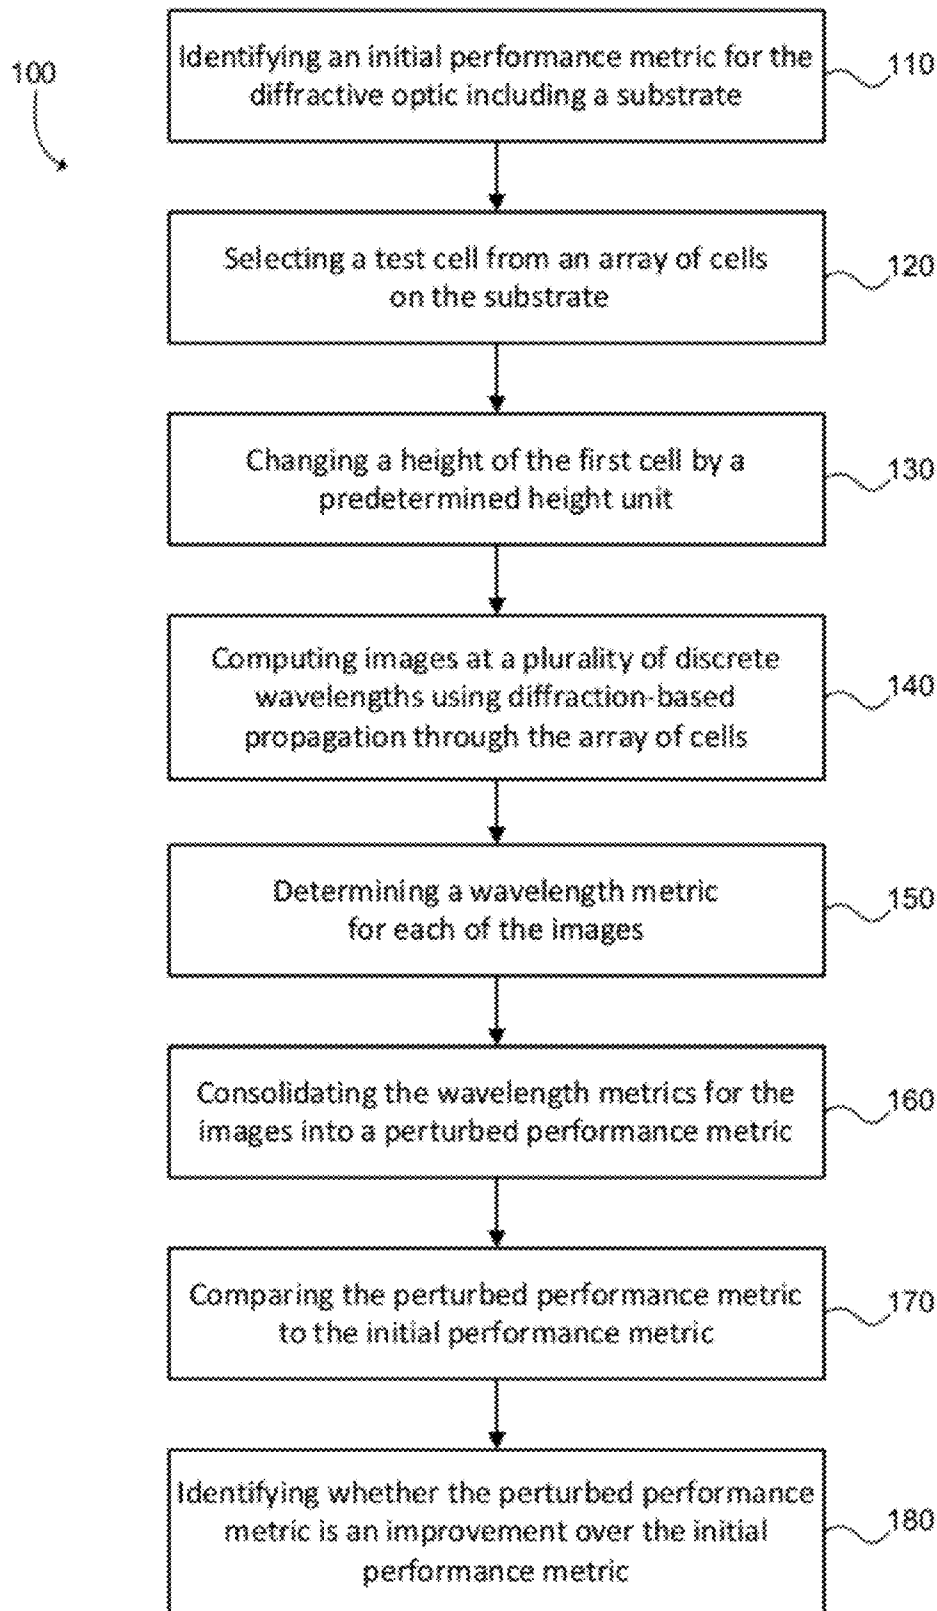 100
Identifying an initial performance metric for the
diffractive optic including a substrate
110
Selecting a test cell from an array of cells
on the substrate
120
Changing a height of the first cell by a
predetermined height unit
130
Computing images at a plurality of discrete
wavelengths using diffraction-based
propagation through the array of cells
140
Determining a wavelength metric
for each of the images
150
Consolidating the wavelength metrics for the
images into a perturbed performance metric
160
Comparing the perturbed performance metric
to the initial performance metric
170
Identifying whether the perturbed performance
metric is an improvement over the initial
performance metric
180